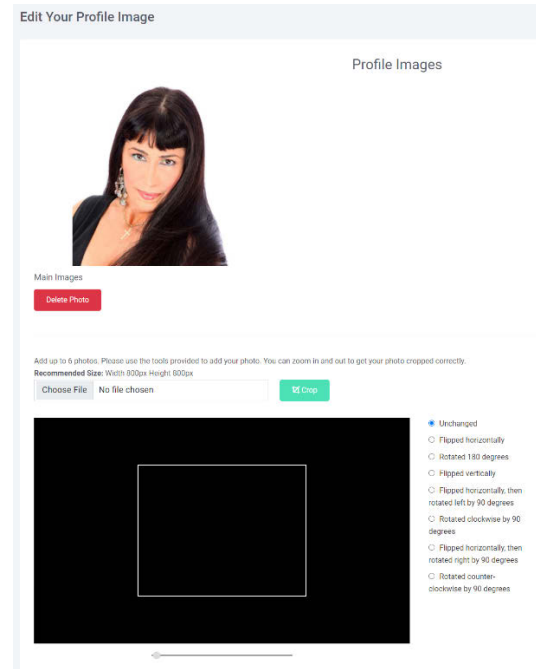 Edit Your Profile Image
Profile Images
Main Images
Delete Photo
Add up to 6 photos. Please use the tools provided to add your photo. You can zoom in and out to get your photo cropped correctly.
Recommended Size: Width 800px Height 800px
Choose File No file chosen
Crop
Unchanged
Flipped horizontally
Rotated 180 degrees
Flipped vertically
Flipped horizontally, then
rotated left by 90 degrees
Rotated clockwise by 90
degrees
Flipped horizontally, then
rotated right by 90 degrees
Rotated counter-
clockwise by 90 degrees